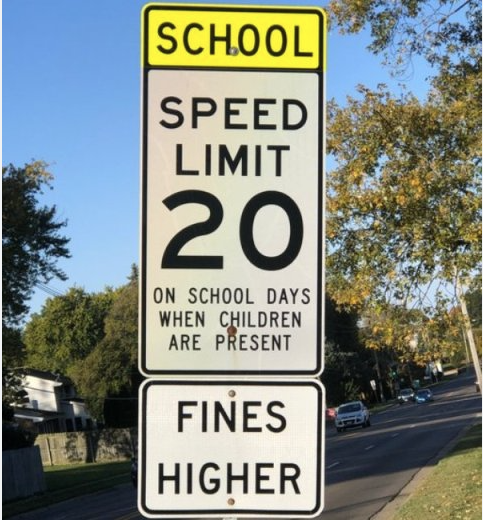 SCHOOL
SPEED
LIMIT
20
ON SCHOOL DAYS
WHEN CHILDREN
ARE PRESENT
FINES
HIGHER